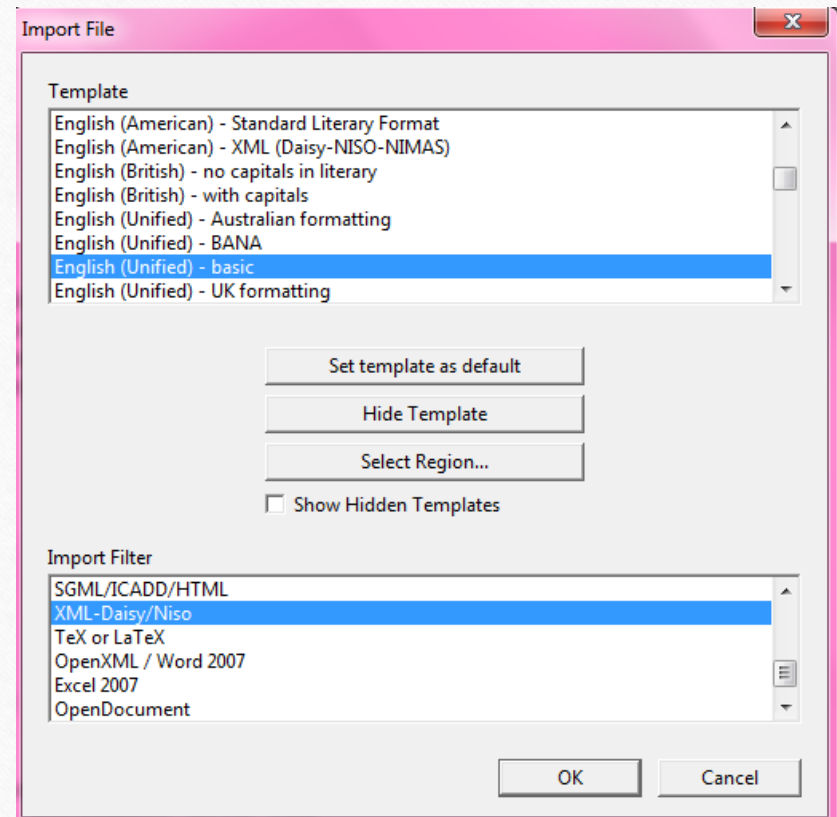 Import File
Template
English (American) - Standard Literary Format
English (American) - XML (Daisy-NISO-NIMAS)
English (British) - no capitals in literary
English (British) - with capitals
English (Unified) - Australian formatting
English (Unified) - BANA
English (Unified) - basic
English (Unified) - UK formatting
Set template as default
Hide Template
Select Region...
Show Hidden Templates
Import Filter
SGML/ICADD/HTML
XML-Daisy/Niso
TeX or LaTeX
OpenXML / Word 2007
Excel 2007
OpenDocument
OK Cancel